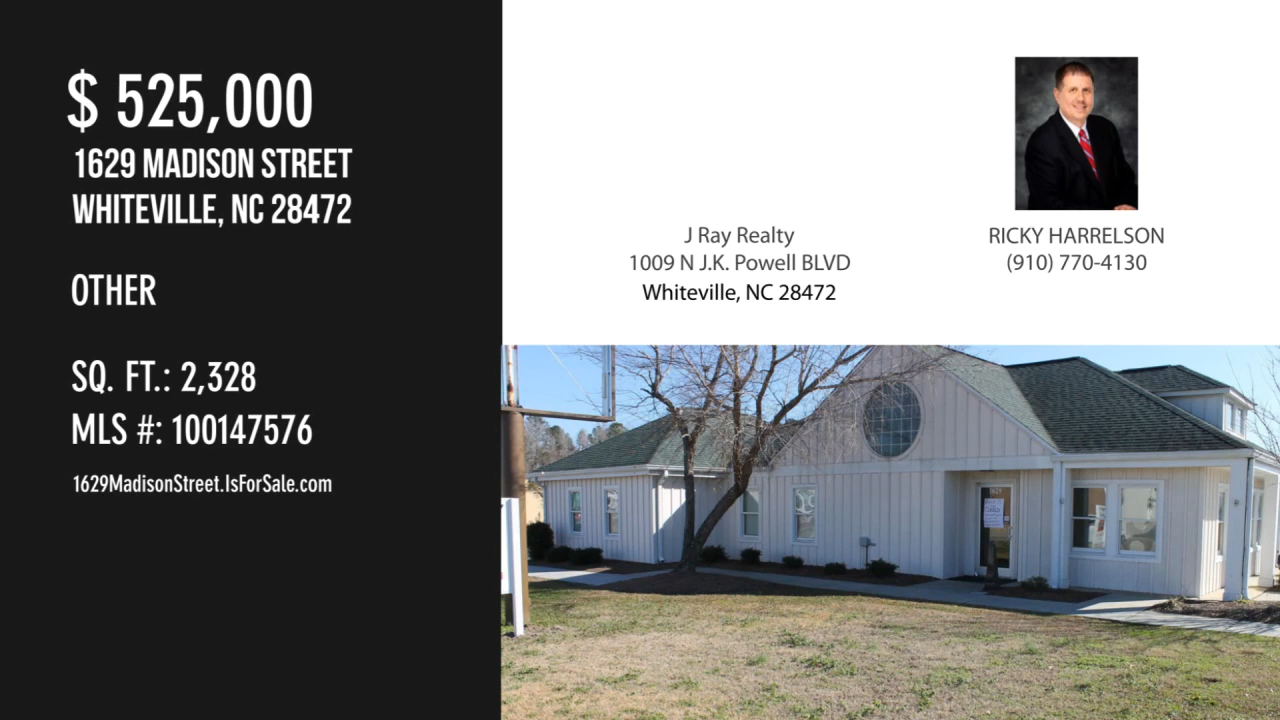 $ 525,000
1629 MADISON STREET
WHITEVILLE, NC 28472
OTHER
SQ. FT.: 2,328
MLS #: 100147576
1629MadisonStreet.IsForSale.com
J Ray Realty
1009 N J.K. Powell BLVD
Whiteville, NC 28472
RICKY HARRELSON
(910) 770-4130